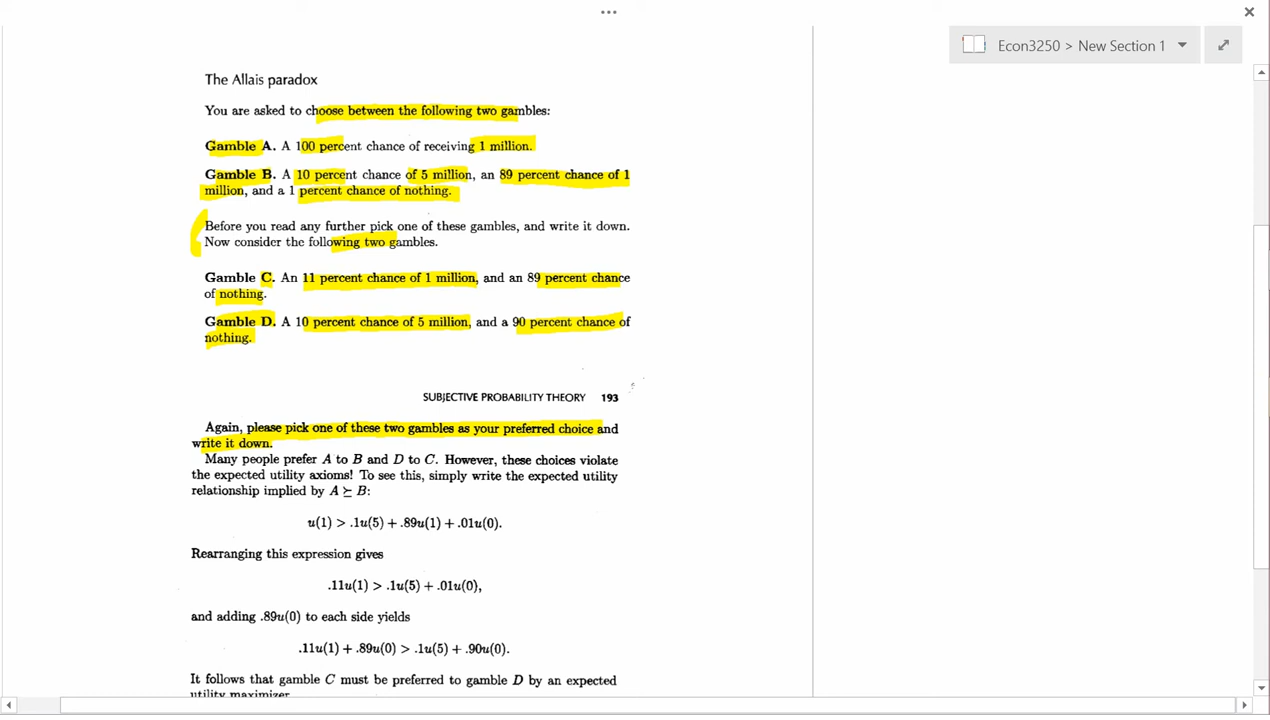 Econ3250 > New Section 1
The Allais paradox
You are asked to choose between the following two gambles:
Gamble A. A 100 percent chance of receiving 1 million.
Gamble B. A 10 percent chance of 5 million, an 89 percent chance of 1
million, and a 1 percent chance of nothing.
Before you read any further pick one of these gambles, and write it down.
Now consider the following two gambles.
Gamble C. An 11 percent chance of 1 million, and an 89 percent chance
of nothing.
Gamble D. A 10 percent chance of 5 million, and a 90 percent chance of
nothing.
SUBJECTIVE PROBABILITY THEORY 193
Again, please pick one of these two gambles as your preferred choice and
write it down.
Many people prefer A to B and D to C. However, these choices violate
the expected utility axioms! To see this, simply write the expected utility
relationship implied by A ⪰ B:
u(1) > .1u(5) + .89u(1) + .01u(0).
Rearranging this expression gives
.11u(1) > .1u(5) + .01u(0),
and adding .89u(0) to each side yields
.11u(1) + .89u(0) > .1u(5) + .90u(0).
It follows that gamble C must be preferred to gamble D by an expected
utility maximizer